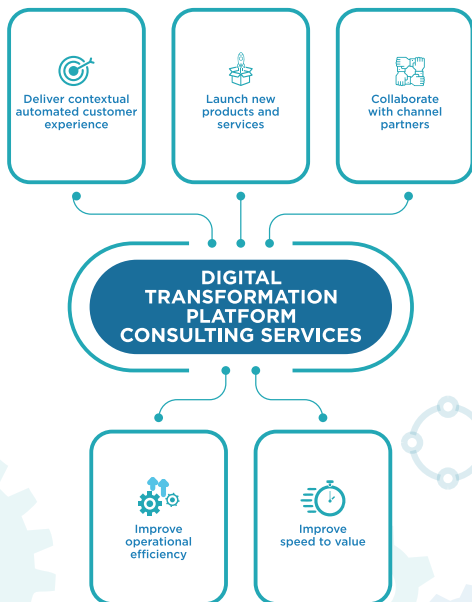 Deliver contextual
automated customer
experience
Launch new
products and
services
Collaborate
with channel
partners
DIGITAL
TRANSFORMATION
PLATFORM
CONSULTING SERVICES
Improve
operational
efficiency
Improve
speed to value